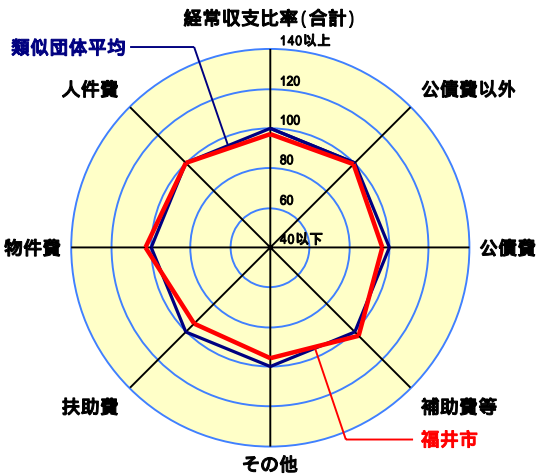 経常収支比率(合計)
類似団体平均
140以上
人件費
120
公債費以外
100
80
60
物件費
40以下
公債費
扶助費
補助費等
福井市
その他